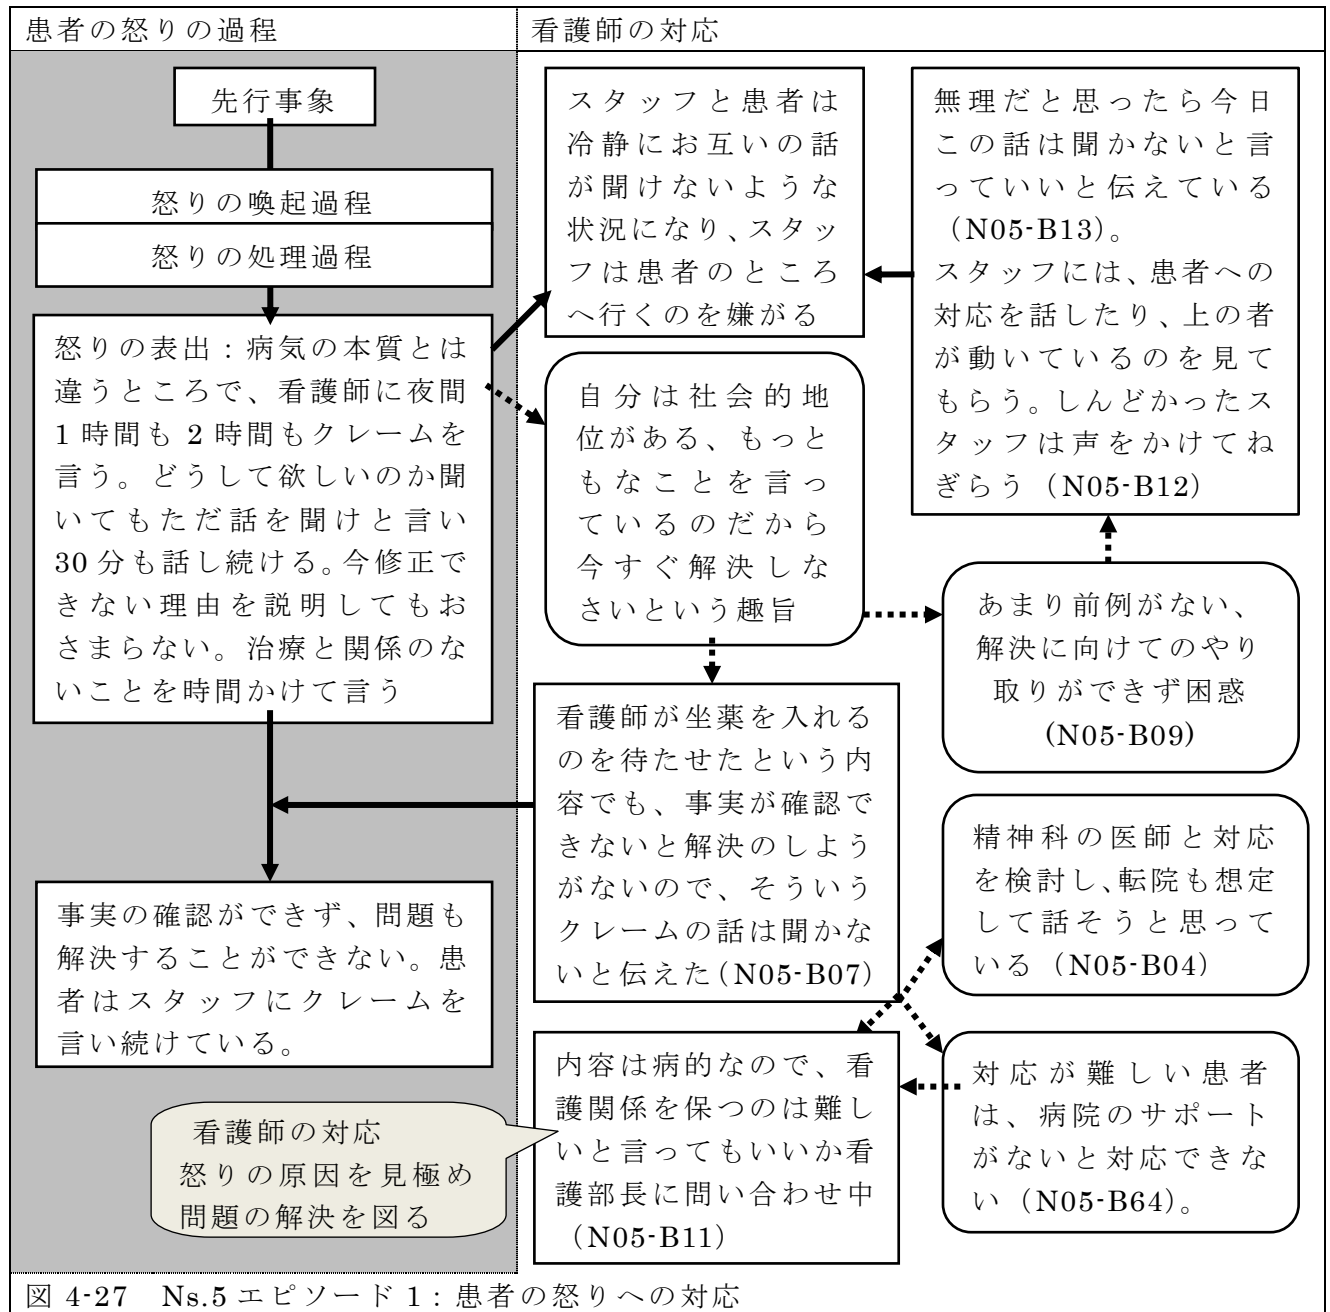 患者の怒りの過程
看護師の対応
先行事象
怒りの喚起過程
怒りの処理過程
怒りの表出：病気の本質とは
違うところで、看護師に夜間
1時間も2時間もクレームを
言う。どうして欲しいのか聞
いてもただ話を聞けと言い
30分も話し続ける。今修正で
きない理由を説明してもお
さまらない。治療と関係のな
いことを時間かけて言う
事実の確認ができず、問題も
解決することができない。患
者はスタッフにクレームを
言い続けている。
スタッフと患者は
冷静にお互いの話
が聞けないような
状況になり、スタッ
フは患者のところ
へ行くのを嫌がる
自分は社会的地
位がある、もっと
もなことを言っ
ているのだから
今すぐ解決しな
さいという趣旨
看護師が坐薬を入れる
のを待たせたという内
容でも、事実が確認で
きないと解決のしよう
がないので、そういう
クレームの話は聞かな
いと伝えた（N05-B07）
内容は病的なので、看
護関係を保つのは難し
いと言ってもいいか看
護部長に問い合わせ中
（N05-B11）
看護師の対応
怒りの原因を見極め
問題の解決を図る
無理だと思ったら今日
この話は聞かないと言
っていいと伝えている
（N05-B13）。
スタッフには、患者への
対応を話したり、上の者
が動いているのを見て
もらう。しんどかったス
タッフは声をかけてね
ぎらう（N05-B12）
あまり前例がない、
解決に向けてのやり
取りができず困惑
(N05-B09)
精神科の医師と対応
を検討し、転院も想定
して話そうと思って
いる（N05-B04）
対応が難しい患者
は、病院のサポート
がないと対応できな
い（N05-B64）。
図 4-27　Ns.5 エピソード 1：患者の怒りへの対応